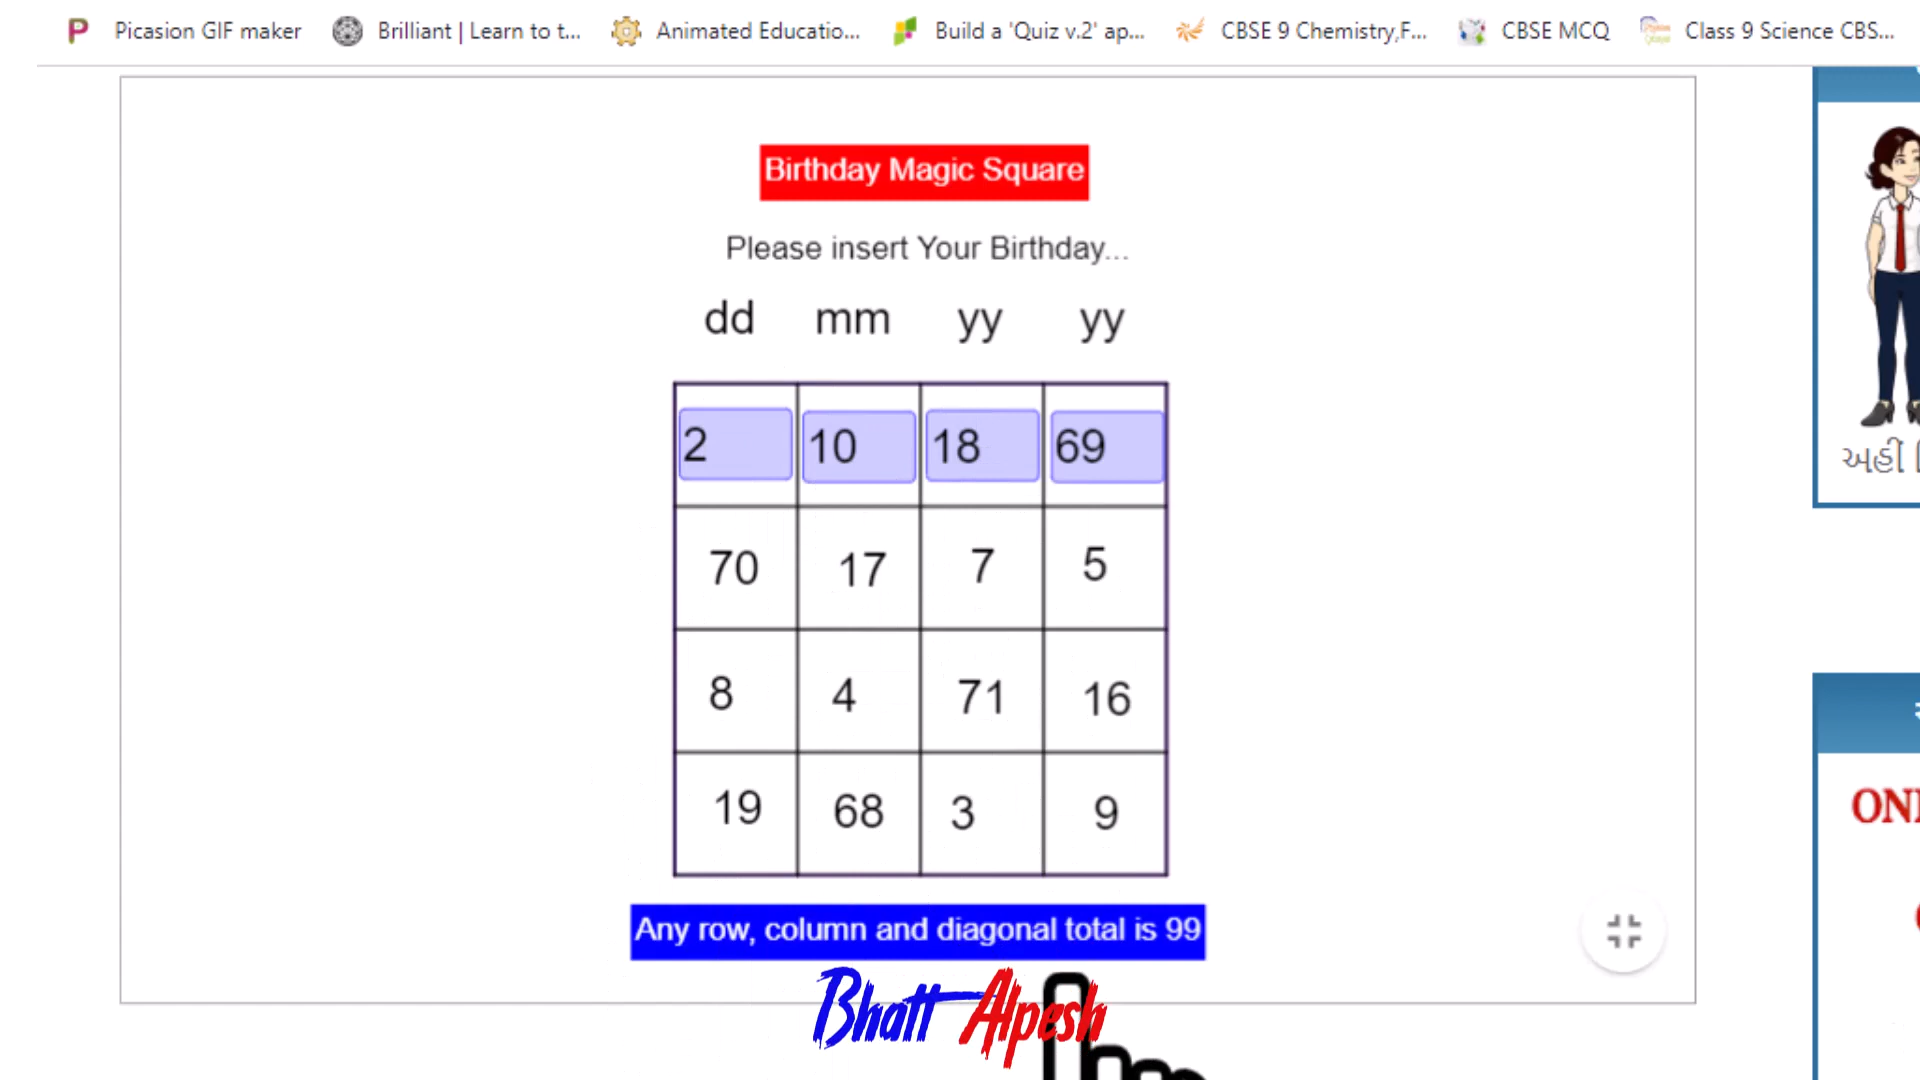 Picasion GIF maker Brilliant | Learn to t... Animated Educatio... Build a 'Quiz v.2' ap... CBSE 9 Chemistry,F... CBSE MCQ Class 9 Science CBS...
Birthday Magic Square
Please insert Your Birthday...
dd mm yy yy
2 10 18 69
70 17 7 5
8 4 71 16
19 68 3 9
Any row, column and diagonal total is 99
Bhatt Alpesh
અહીં